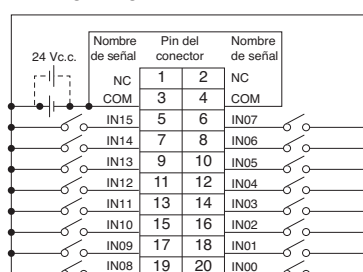 Nombre de señal Pin del conector Nombre de señal
24 Vc.c.
NC 1 2 NC
COM 3 4 COM
IN15 5 6 IN07
IN14 7 8 IN06
IN13 9 10 IN05
IN12 11 12 IN04
IN11 13 14 IN03
IN10 15 16 IN02
IN09 17 18 IN01
IN08 19 20 IN00